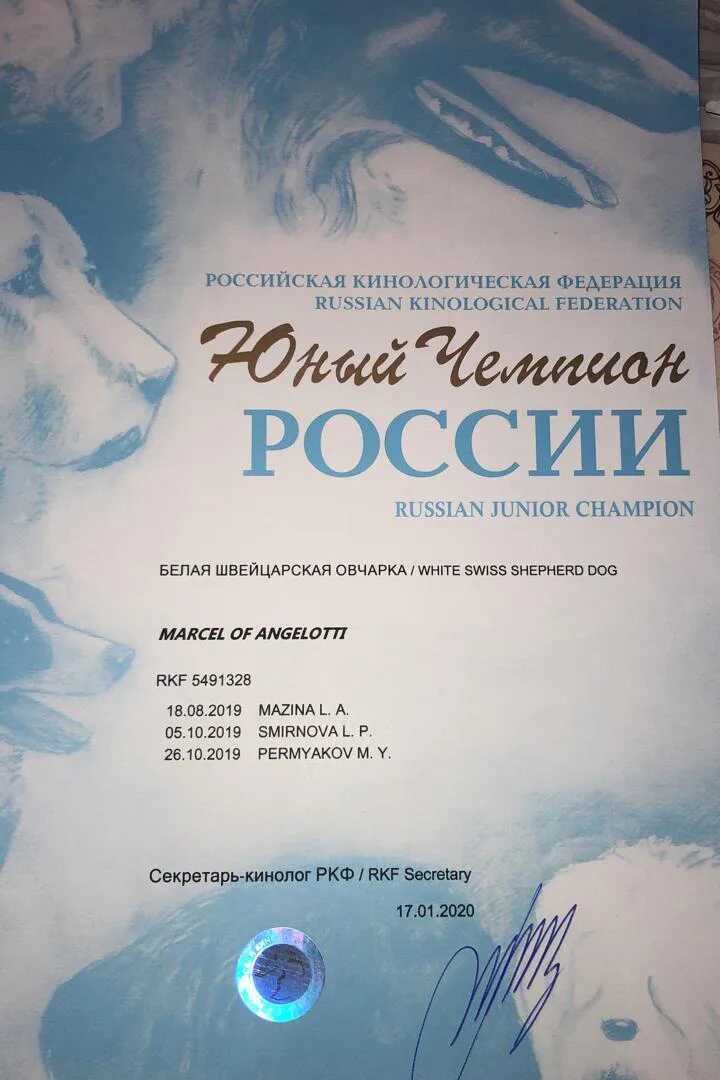 РОССИЙСКАЯ КИНОЛОГИЧЕСКАЯ ФЕДЕРАЦИЯ
RUSSIAN KINOLOGICAL FEDERATION
Юный Чемпион
РОССИИ
RUSSIAN JUNIOR CHAMPION
БЕЛАЯ ШВЕЙЦАРСКАЯ ОВЧАРКА / WHITE SWISS SHEPHERD DOG
MARCEL OF ANGELOTTI
RKF 5491328
18.08.2019 MAZINA L. A.
05.10.2019 SMIRNOVA L. P.
26.10.2019 PERMYAKOV M. Y.
Секретарь-кинолог РКФ / RKF Secretary
17.01.2020